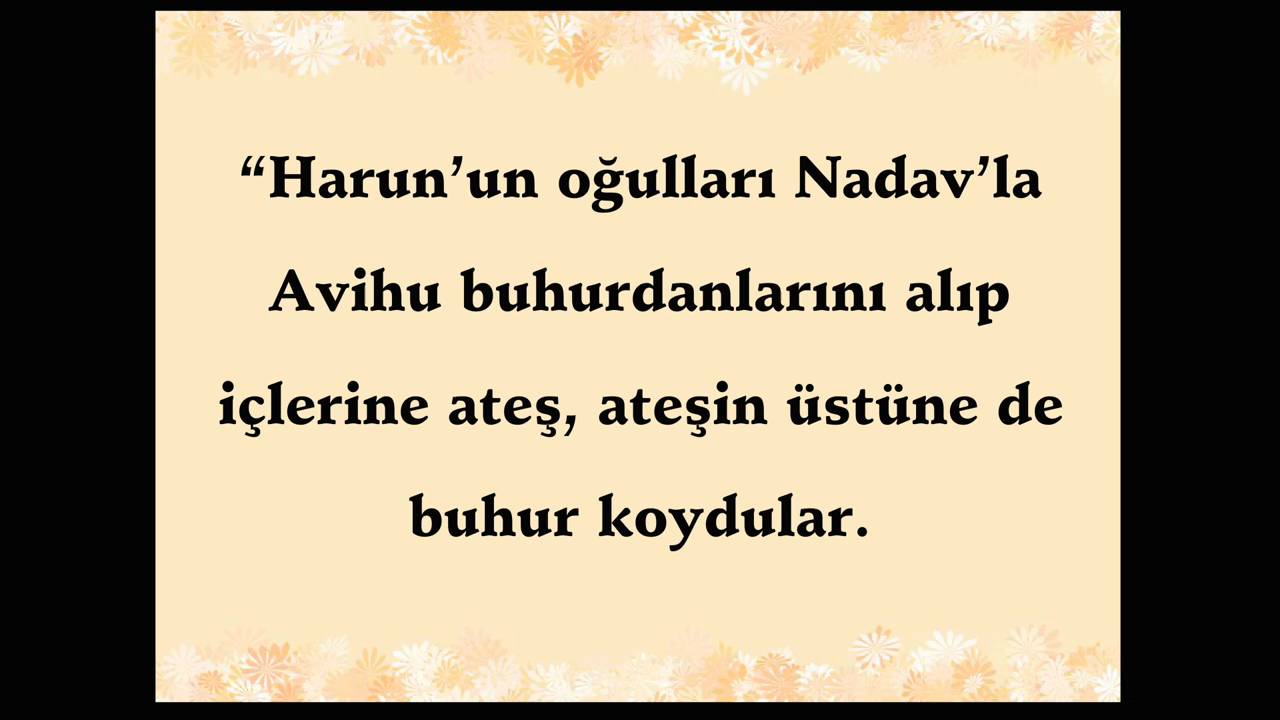 “Harun’un oğulları Nadav’la
Avihu buhurdanlarını alıp
içlerine ateş, ateşin üstüne de
buhur koydular.